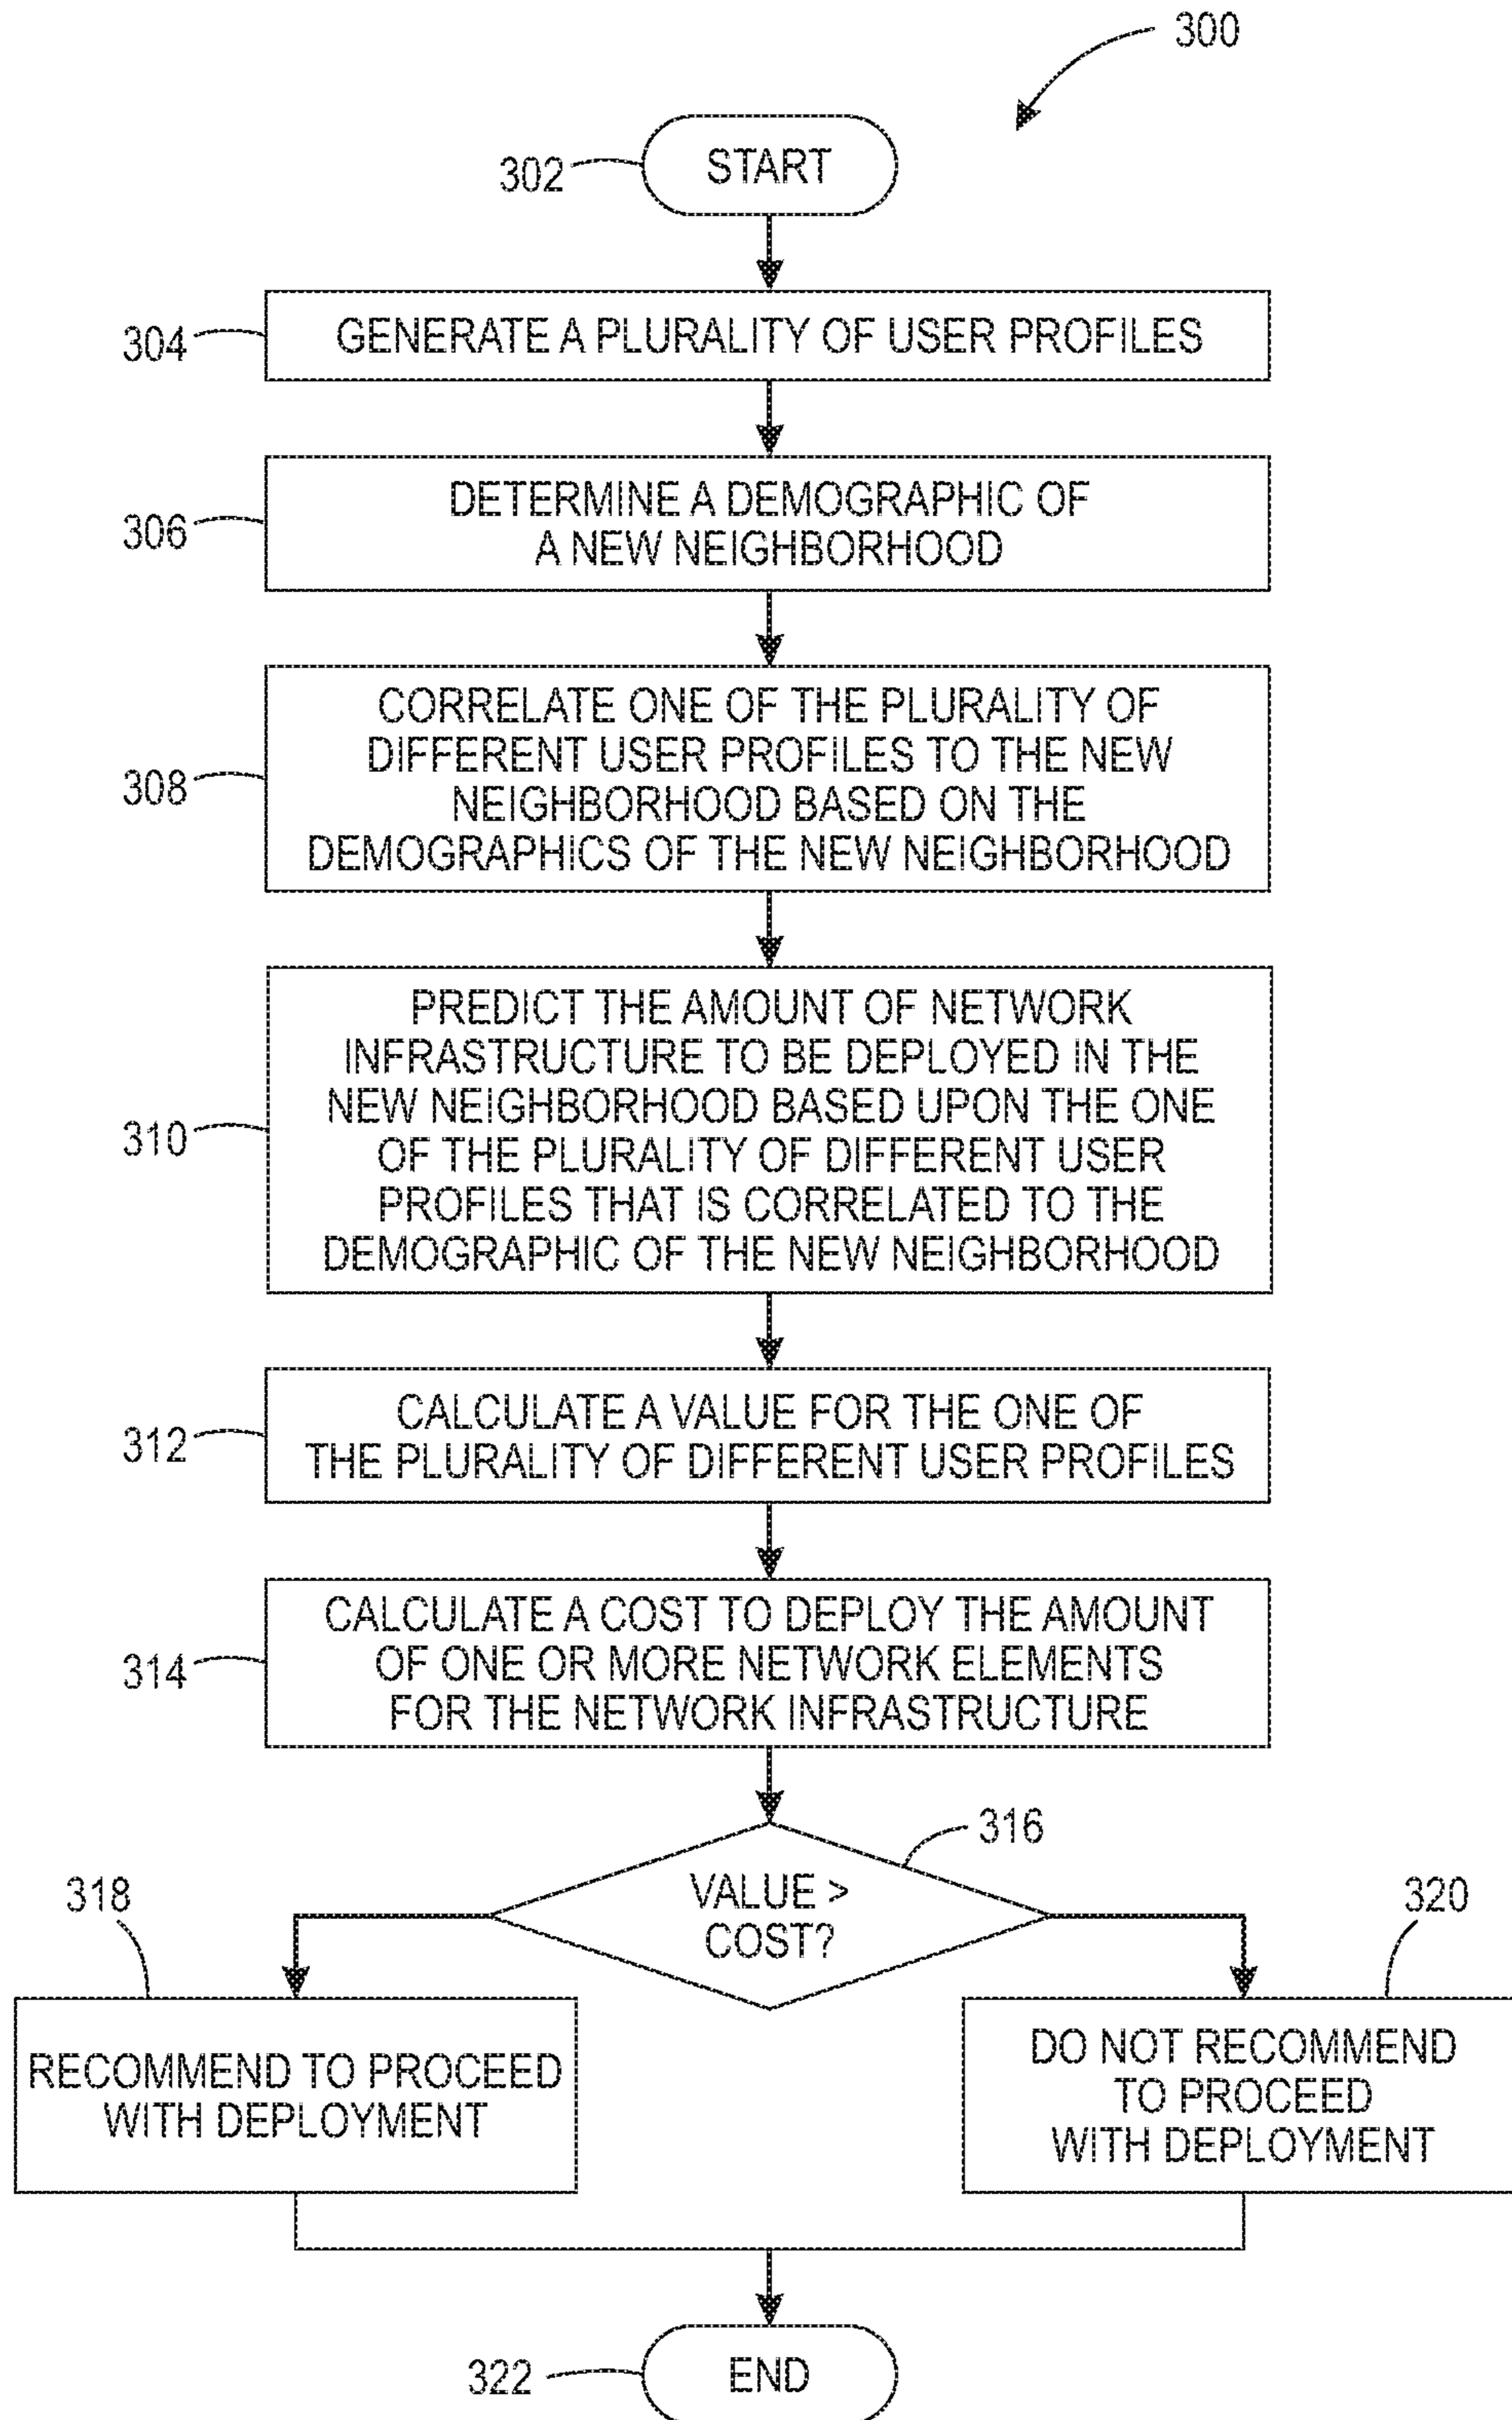 300
302
START
304
GENERATE A PLURALITY OF USER PROFILES
306
DETERMINE A DEMOGRAPHIC OF
A NEW NEIGHBORHOOD
308
CORRELATE ONE OF THE PLURALITY OF
DIFFERENT USER PROFILES TO THE NEW
NEIGHBORHOOD BASED ON THE
DEMOGRAPHICS OF THE NEW NEIGHBORHOOD
310
PREDICT THE AMOUNT OF NETWORK
INFRASTRUCTURE TO BE DEPLOYED IN THE
NEW NEIGHBORHOOD BASED UPON THE ONE
OF THE PLURALITY OF DIFFERENT USER
PROFILES THAT IS CORRELATED TO THE
DEMOGRAPHIC OF THE NEW NEIGHBORHOOD
312
CALCULATE A VALUE FOR THE ONE OF
THE PLURALITY OF DIFFERENT USER PROFILES
314
CALCULATE A COST TO DEPLOY THE AMOUNT
OF ONE OR MORE NETWORK ELEMENTS
FOR THE NETWORK INFRASTRUCTURE
316
VALUE >
COST?
318
RECOMMEND TO PROCEED
WITH DEPLOYMENT
320
DO NOT RECOMMEND
TO PROCEED
WITH DEPLOYMENT
322
END